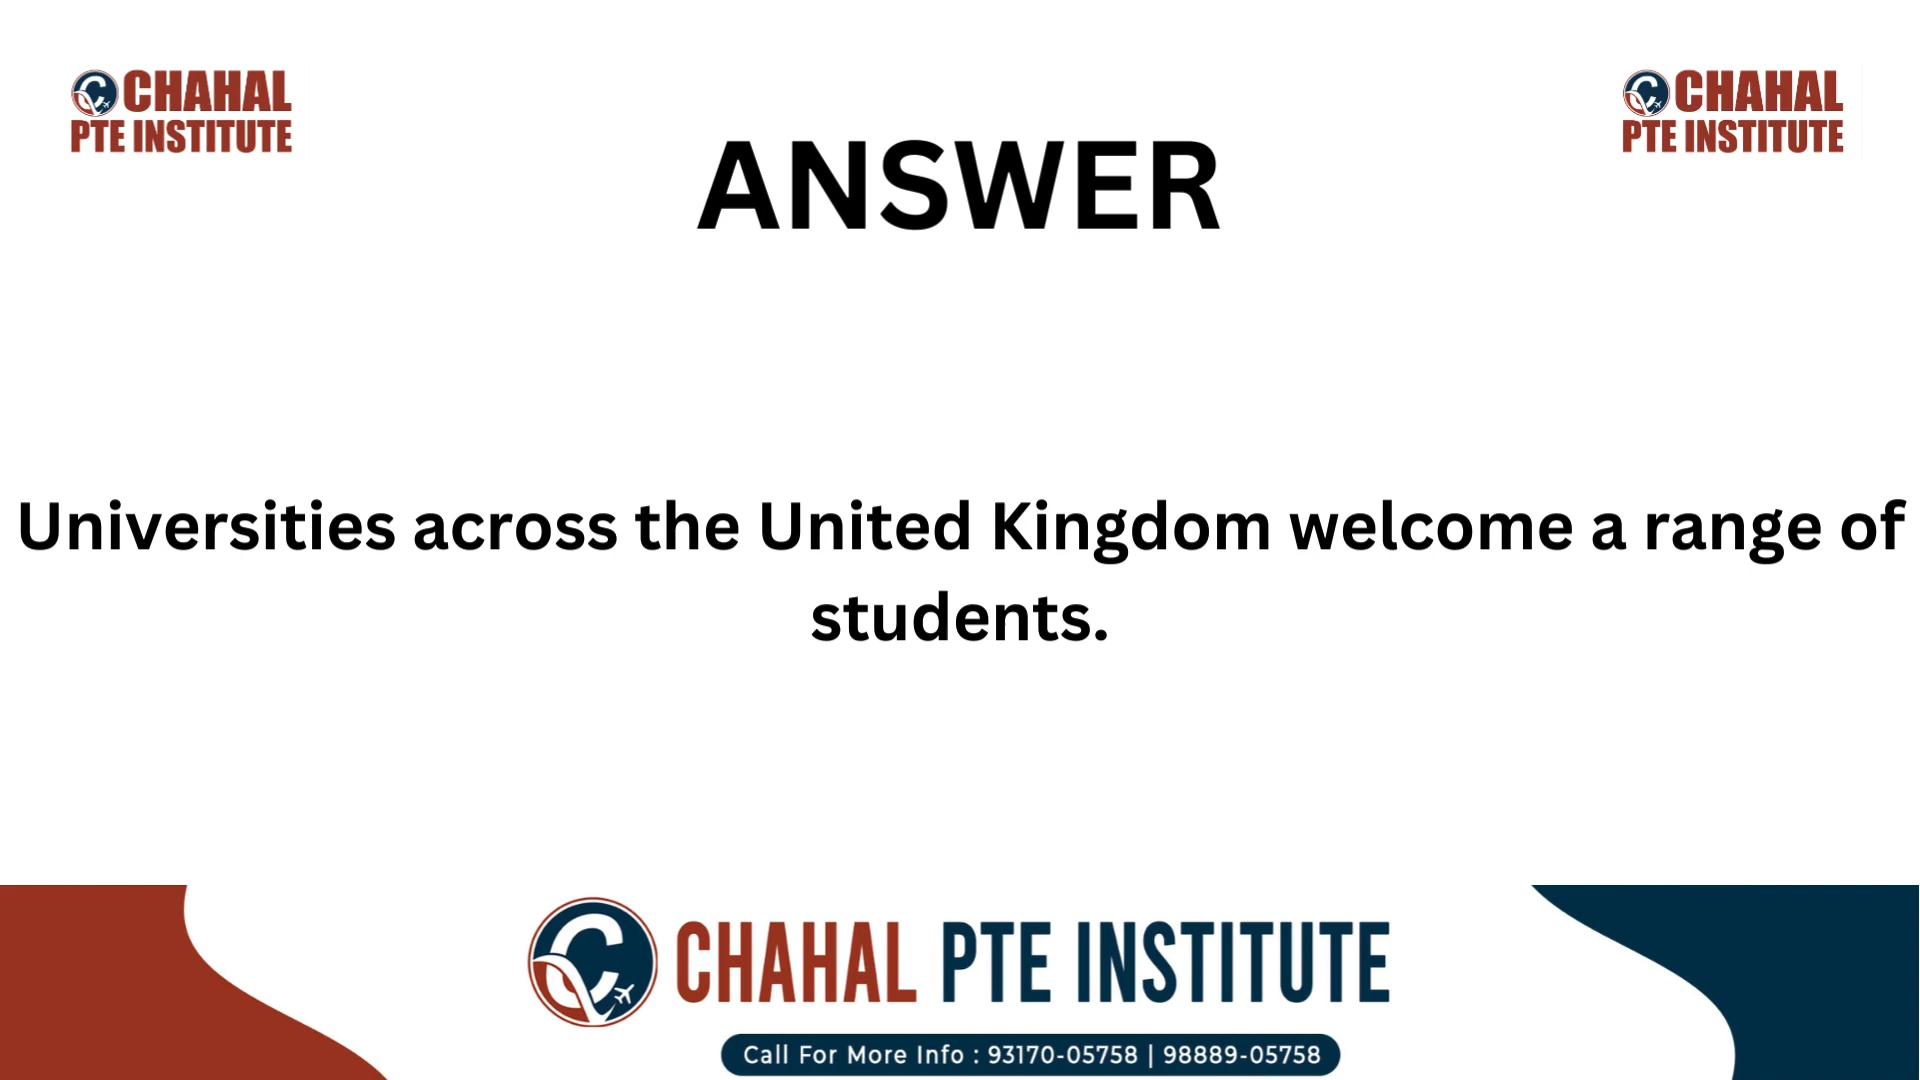 CHAHAL
PTE INSTITUTE
CHAHAL
PTE INSTITUTE
ANSWER
Universities across the United Kingdom welcome a range of
students.
CHAHAL PTE INSTITUTE
Call For More Info : 93170-05758 | 98889-05758